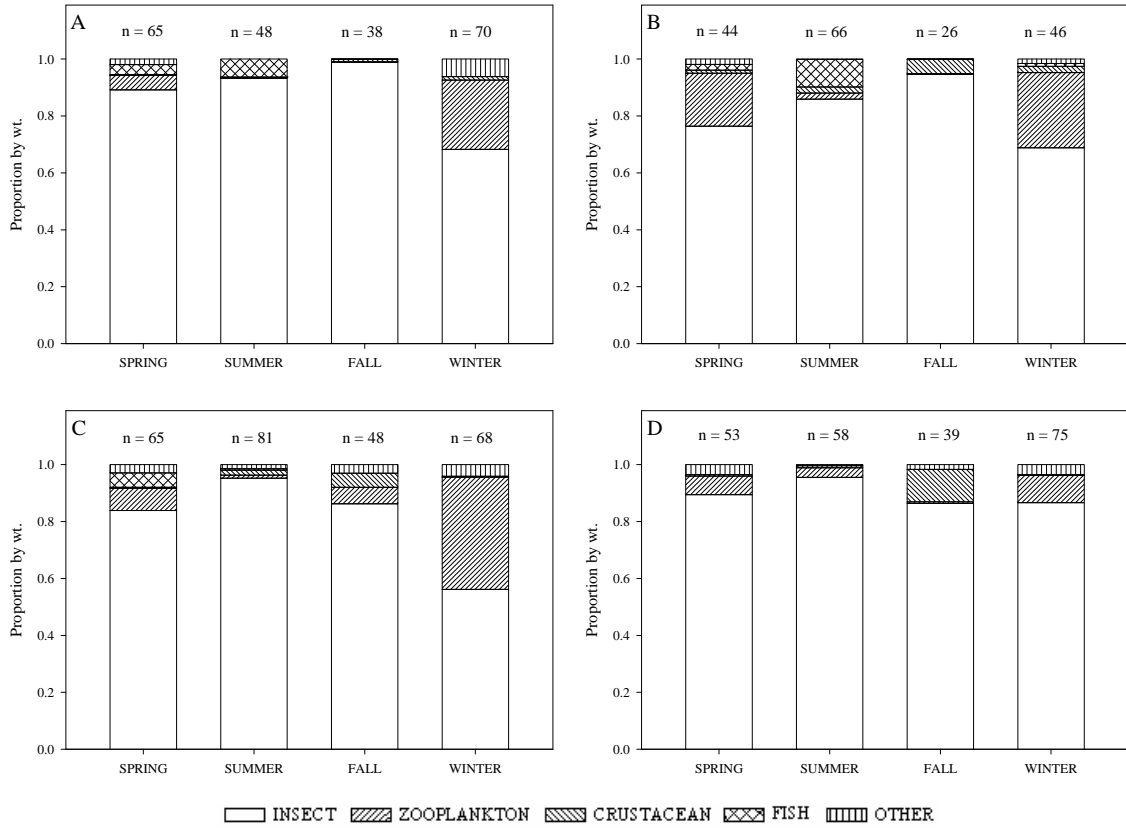 A
n = 65 n = 48 n = 38 n = 70
Proportion by wt.
1.0
0.8
0.6
0.4
0.2
0.0
SPRING SUMMER FALL WINTER
B
n = 44 n = 66 n = 26 n = 46
Proportion by wt.
1.0
0.8
0.6
0.4
0.2
0.0
SPRING SUMMER FALL WINTER
C
n = 65 n = 81 n = 48 n = 68
Proportion by wt.
1.0
0.8
0.6
0.4
0.2
0.0
SPRING SUMMER FALL WINTER
D
n = 53 n = 58 n = 39 n = 75
Proportion by wt.
1.0
0.8
0.6
0.4
0.2
0.0
SPRING SUMMER FALL WINTER
INSECT ZOOPLANKTON CRUSTACEAN FISH OTHER